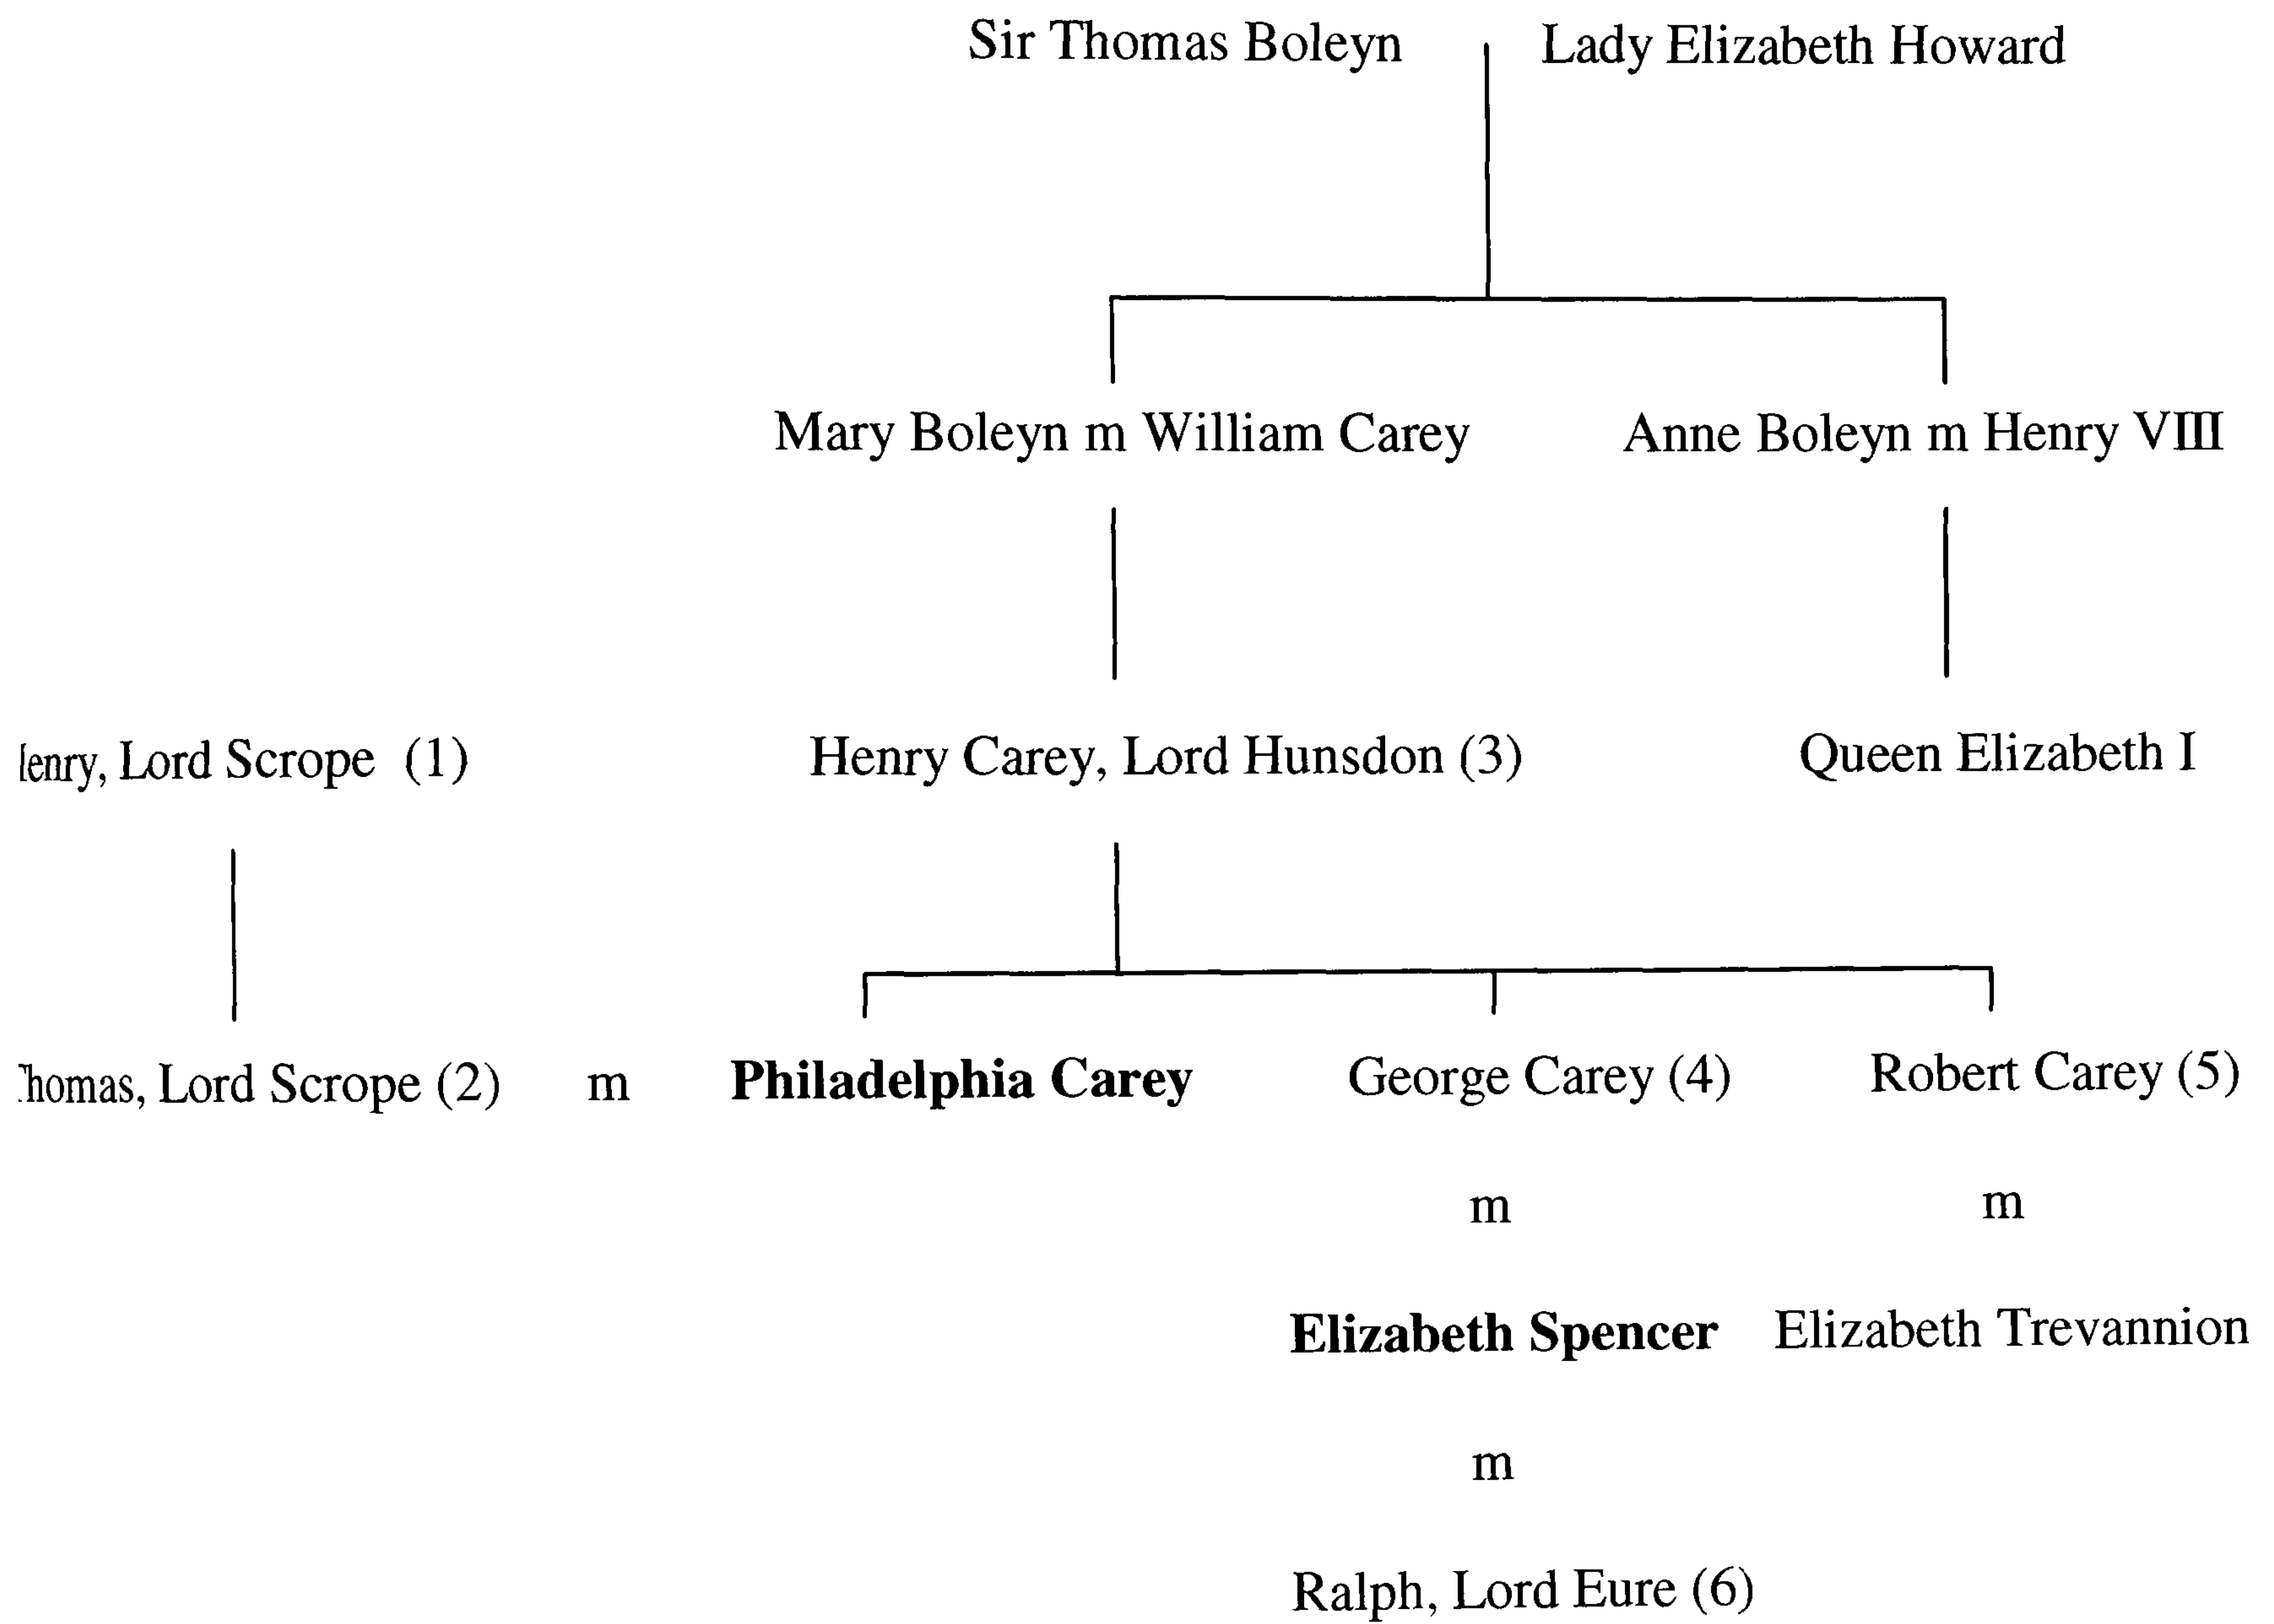 Sir Thomas Boleyn Lady Elizabeth Howard
Mary Boleyn m William Carey Anne Boleyn m Henry VIII
enry, Lord Scrope (1) Henry Carey, Lord Hunsdon (3) Queen Elizabeth I
homas, Lord Scrope (2) m Philadelphia Carey George Carey (4) Robert Carey (5)
m m
Elizabeth Spencer Elizabeth Trevannion
m
Ralph, Lord Eure (6)